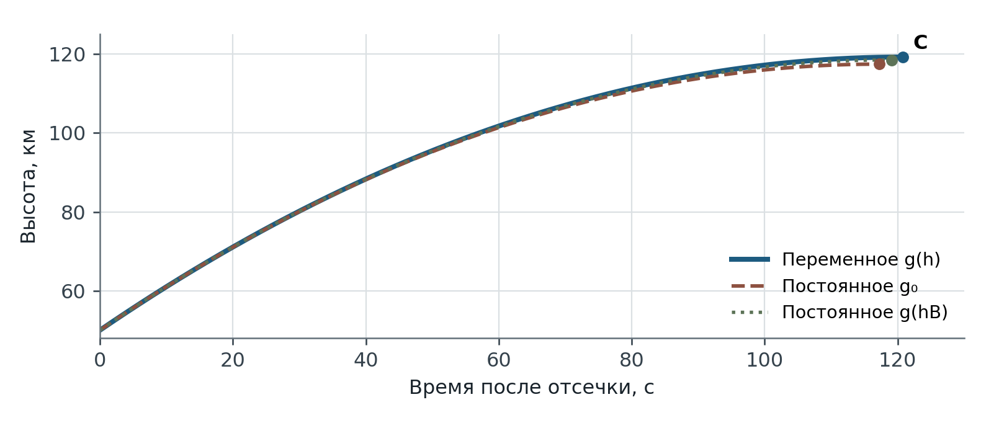 C
120
100
80
60
Высота, км
Переменное g(h)
Постоянное g₀
Постоянное g(hB)
0 20 40 60 80 100 120
Время после отсечки, с